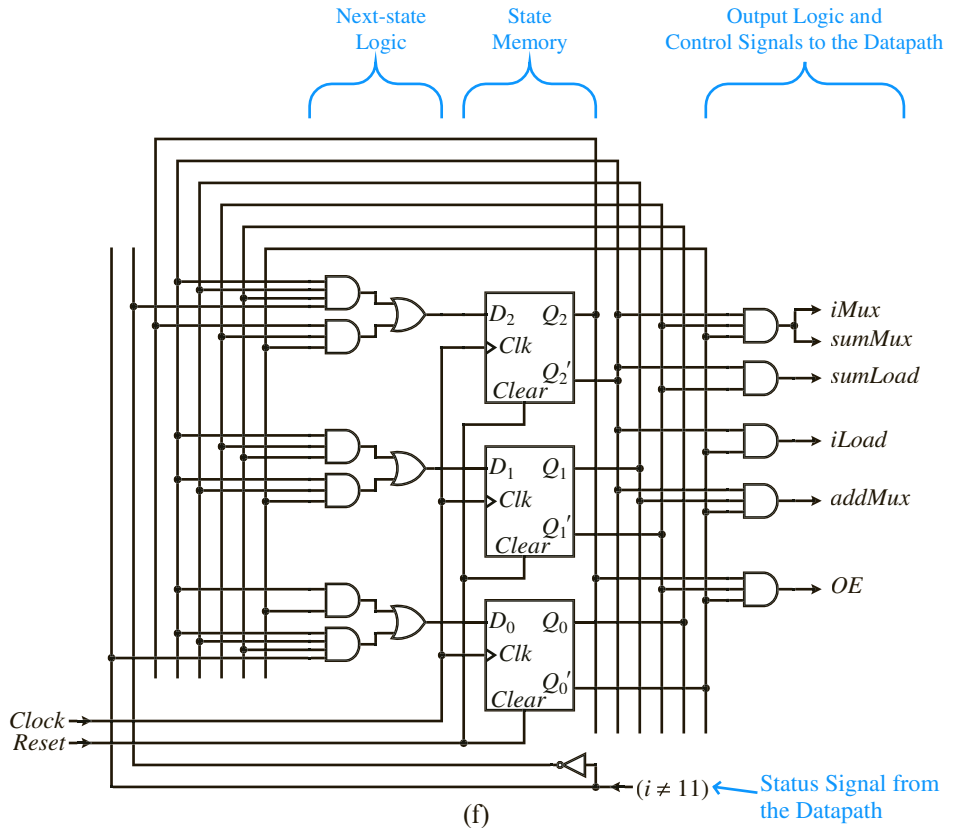 Next-state
Logic
State
Memory
Output Logic and
Control Signals to the Datapath
D₂ Q₂
Clk
Q₂′
Clear
iMux
sumMux
sumLoad
iLoad
addMux
D₁ Q₁
Clk
Q₁′
Clear
OE
D₀ Q₀
Clk
Q₀′
Clear
Clock
Reset
(i ≠ 11)
Status Signal from
the Datapath
(f)